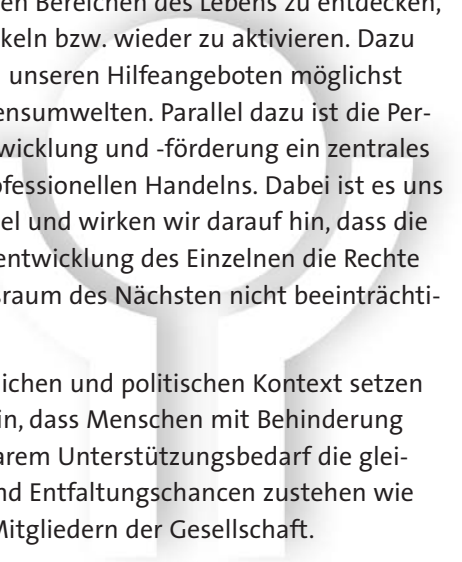 en Bereichen des Lebens zu entdecken,
keln bzw. wieder zu aktivieren. Dazu
unseren Hilfeangeboten möglichst
ensumwelten. Parallel dazu ist die Per-
wicklung und -förderung ein zentrales
ofessionellen Handelns. Dabei ist es uns
el und wirken wir darauf hin, dass die
entwicklung des Einzelnen die Rechte
sraum des Nächsten nicht beeinträchti-
ichen und politischen Kontext setzen
in, dass Menschen mit Behinderung
arem Unterstützungsbedarf die glei-
nd Entfaltungschancen zustehen wie
Mitgliedern der Gesellschaft.